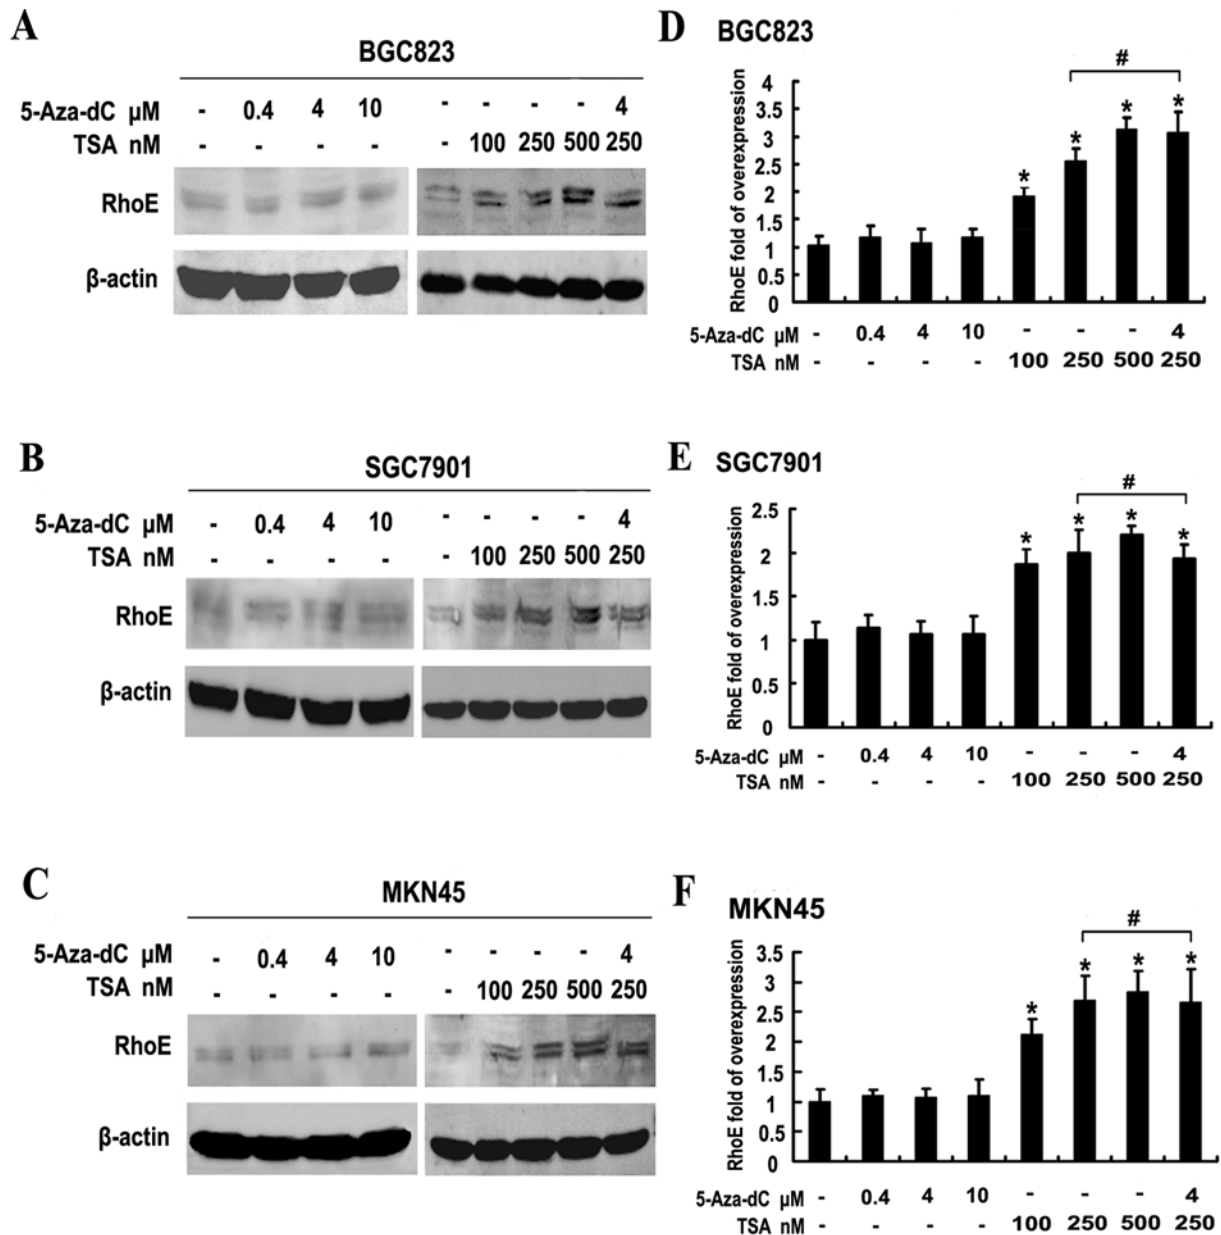 A
BGC823
5-Aza-dC μM - 0.4 4 10 - - - - 4
TSA nM - - - - - 100 250 500 250
RhoE
β-actin
D BGC823
#
RhoE fold of overexpression
4
3.5
3
2.5
2
1.5
1
0.5
0
* * * *
5-Aza-dC μM - 0.4 4 10 - - - 4
TSA nM - - - - 100 250 500 250
B
SGC7901
5-Aza-dC μM - 0.4 4 10 - - - - 4
TSA nM - - - - - 100 250 500 250
RhoE
β-actin
E SGC7901
#
RhoE fold of overexpression
2.5
2
1.5
1
0.5
0
* * * *
5-Aza-dC μM - 0.4 4 10 - - - 4
TSA nM - - - - 100 250 500 250
C
MKN45
5-Aza-dC μM - 0.4 4 10 - - - - 4
TSA nM - - - - - 100 250 500 250
RhoE
β-actin
F MKN45
#
RhoE fold of overexpression
3.5
3
2.5
2
1.5
1
0.5
0
* * * *
5-Aza-dC μM - 0.4 4 10 - - - 4
TSA nM - - - - 100 250 500 250